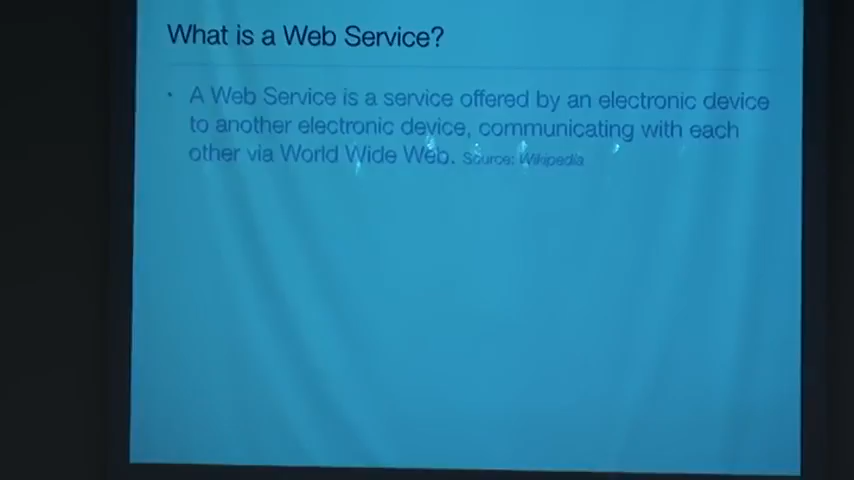 What is a Web Service?
• A Web Service is a service offered by an electronic device
to another electronic device, communicating with each
other via World Wide Web. Source: Wikipedia